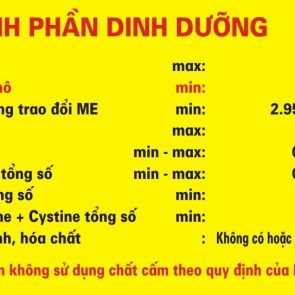 NH PHẦN DINH DƯỠNG
max:
hô min:
ng trao đổi ME min: 2.95
max:
min - max:
tổng số min - max:
ng số min:
ne + Cystine tổng số min:
nh, hóa chất : Không có hoặc
m không sử dụng chất cấm theo quy định của